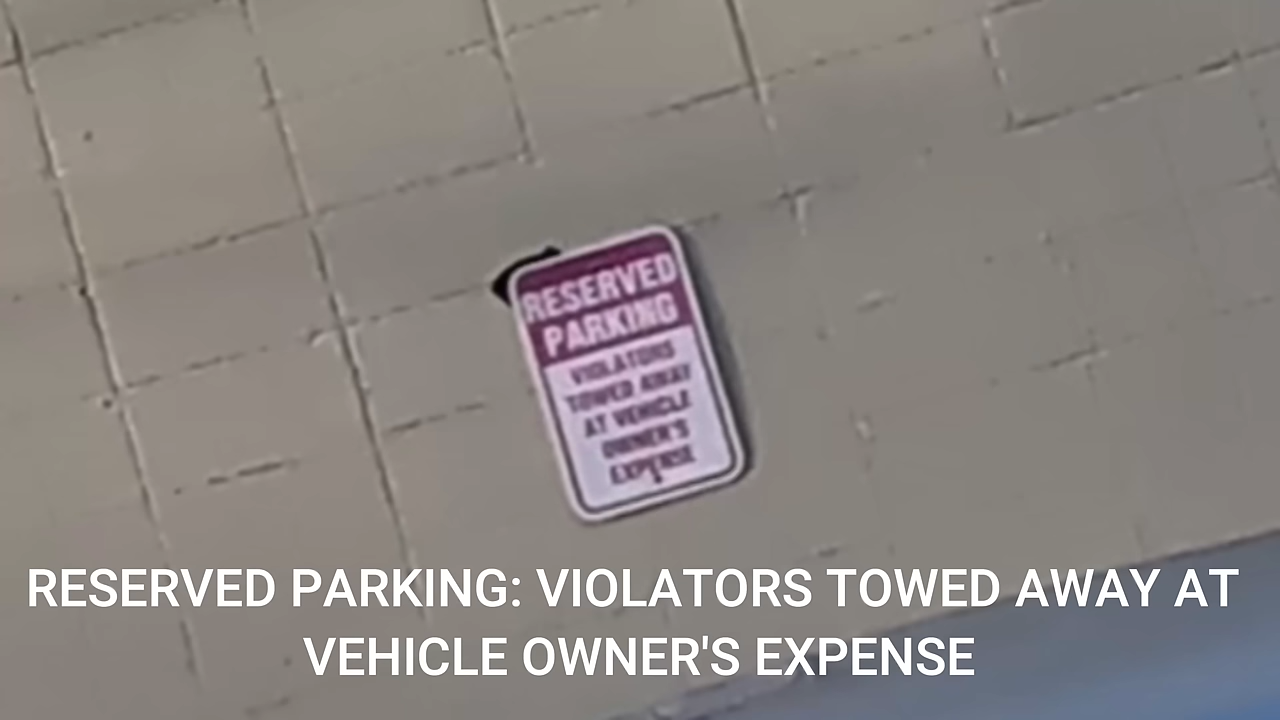 RESERVED
PARKING
VIOLATORS
TOWED AWAY
AT VEHICLE
OWNER'S
EXPENSE
RESERVED PARKING: VIOLATORS TOWED AWAY AT
VEHICLE OWNER'S EXPENSE